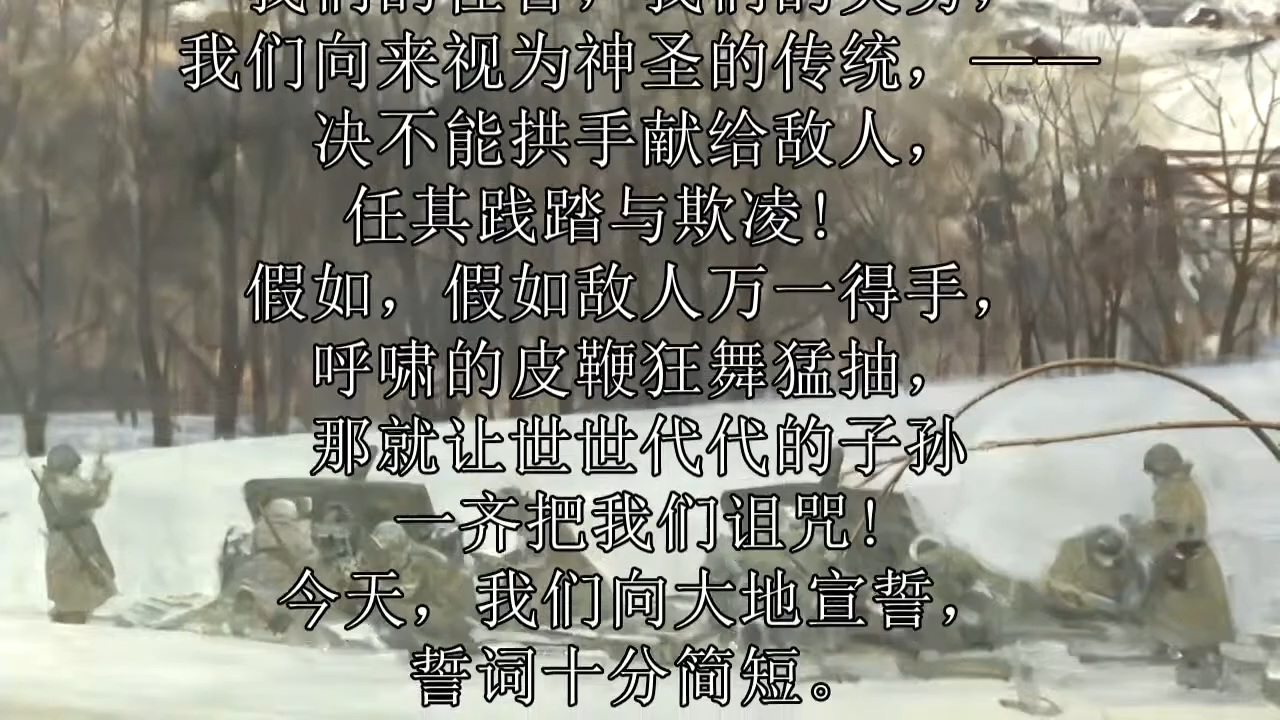 我们向来视为神圣的传统，——
决不能拱手献给敌人，
任其践踏与欺凌！
假如，假如敌人万一得手，
呼啸的皮鞭狂舞猛抽，
那就让世世代代的子孙
一齐把我们诅咒！
今天，我们向大地宣誓，
誓词十分简短。